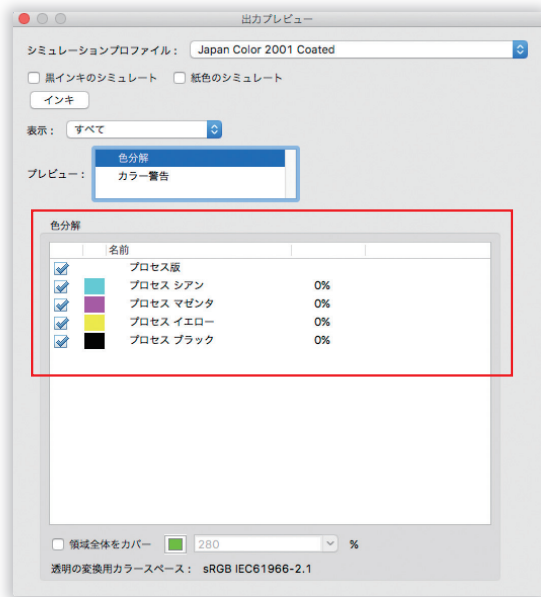 出力プレビュー
シミュレーションプロファイル： Japan Color 2001 Coated
黒インキのシミュレート 紙色のシミュレート
インキ
表示： すべて
プレビュー： 色分解
カラー警告
色分解
名前
プロセス版
プロセス シアン 0%
プロセス マゼンタ 0%
プロセス イエロー 0%
プロセス ブラック 0%
領域全体をカバー 280 %
透明の変換用カラースペース： sRGB IEC61966-2.1